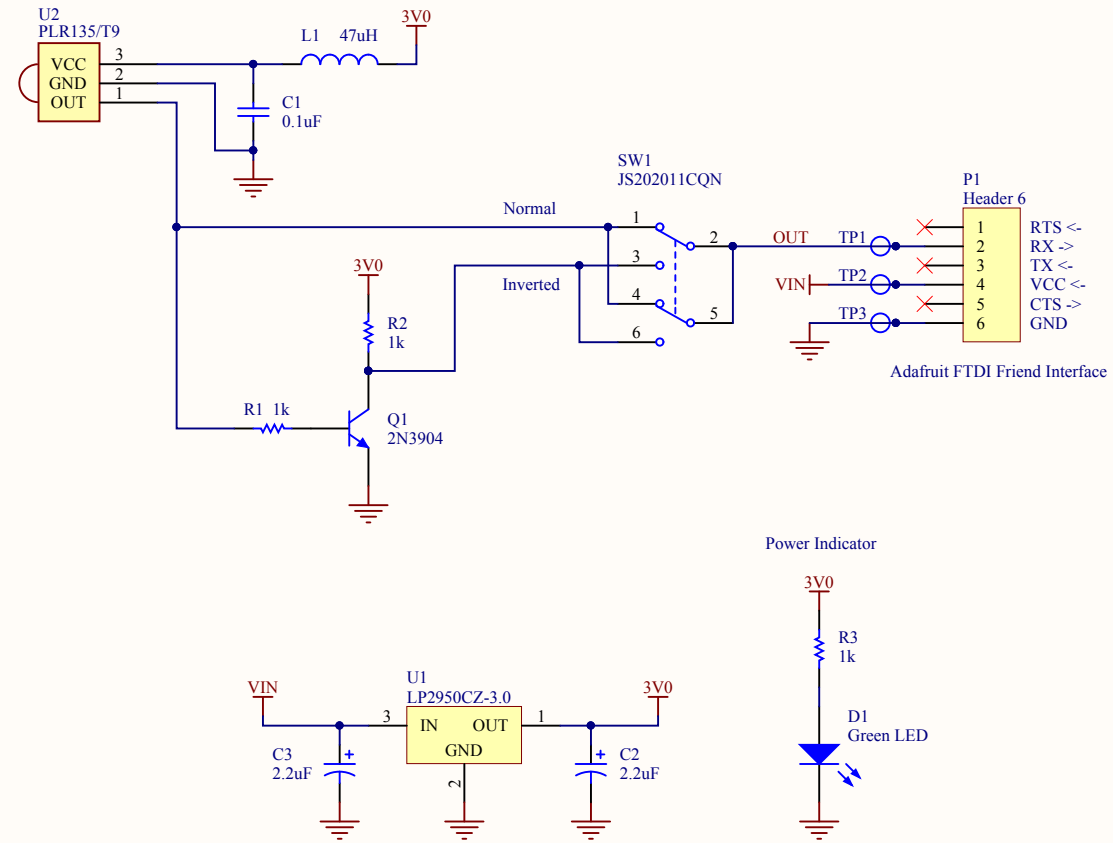 U2
PLR135/T9
VCC
GND
OUT
3
2
1
L1 47uH
3V0
C1
0.1uF
SW1
JS202011CQN
Normal
Inverted
1
3
4
6
2
5
OUT
VIN
TP1
TP2
TP3
P1
Header 6
1
2
3
4
5
6
RTS <-
RX ->
TX <-
VCC <-
CTS ->
GND
Adafruit FTDI Friend Interface
3V0
R2
1k
R1 1k
Q1
2N3904
Power Indicator
3V0
R3
1k
D1
Green LED
VIN
C3
2.2uF
U1
LP2950CZ-3.0
3
IN OUT
GND
1
2
3V0
C2
2.2uF